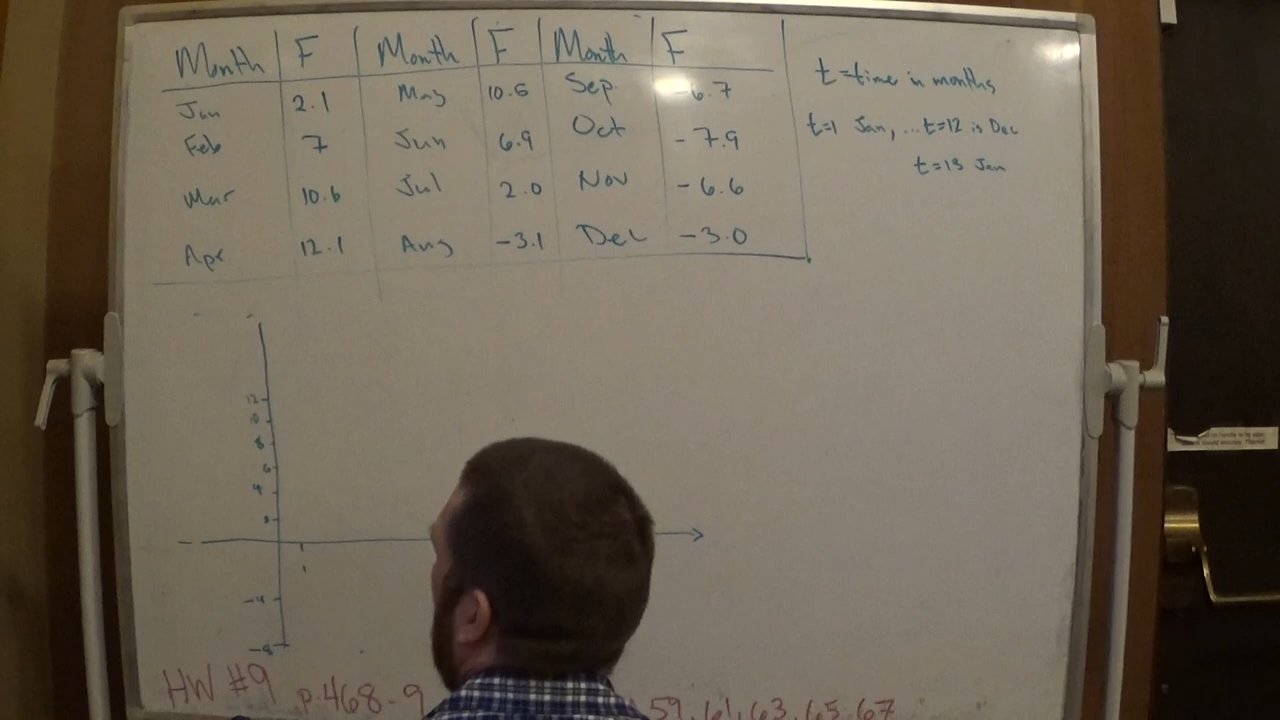 Month F Month F Month F
Jan 2.1 May 10.6 Sep -6.7
Feb 7 Jun 6.9 Oct -7.9
Mar 10.6 Jul 2.0 Nov -6.6
Apr 12.1 Aug -3.1 Dec -3.0
t=time in months
t=1 Jan, ...t=12 is Dec
t=13 Jan
12
10
8
6
4
2
1
-4
-8
HW #9 p.468-9 59, 61, 63, 65, 67